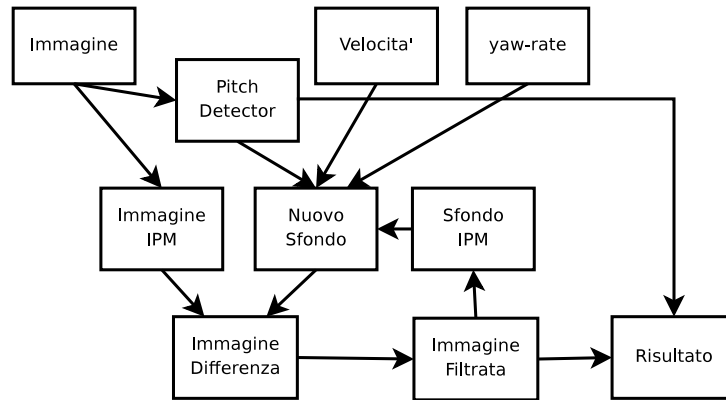 Immagine
Velocita'
yaw-rate
Pitch
Detector
Immagine
IPM
Nuovo
Sfondo
Sfondo
IPM
Immagine
Differenza
Immagine
Filtrata
Risultato